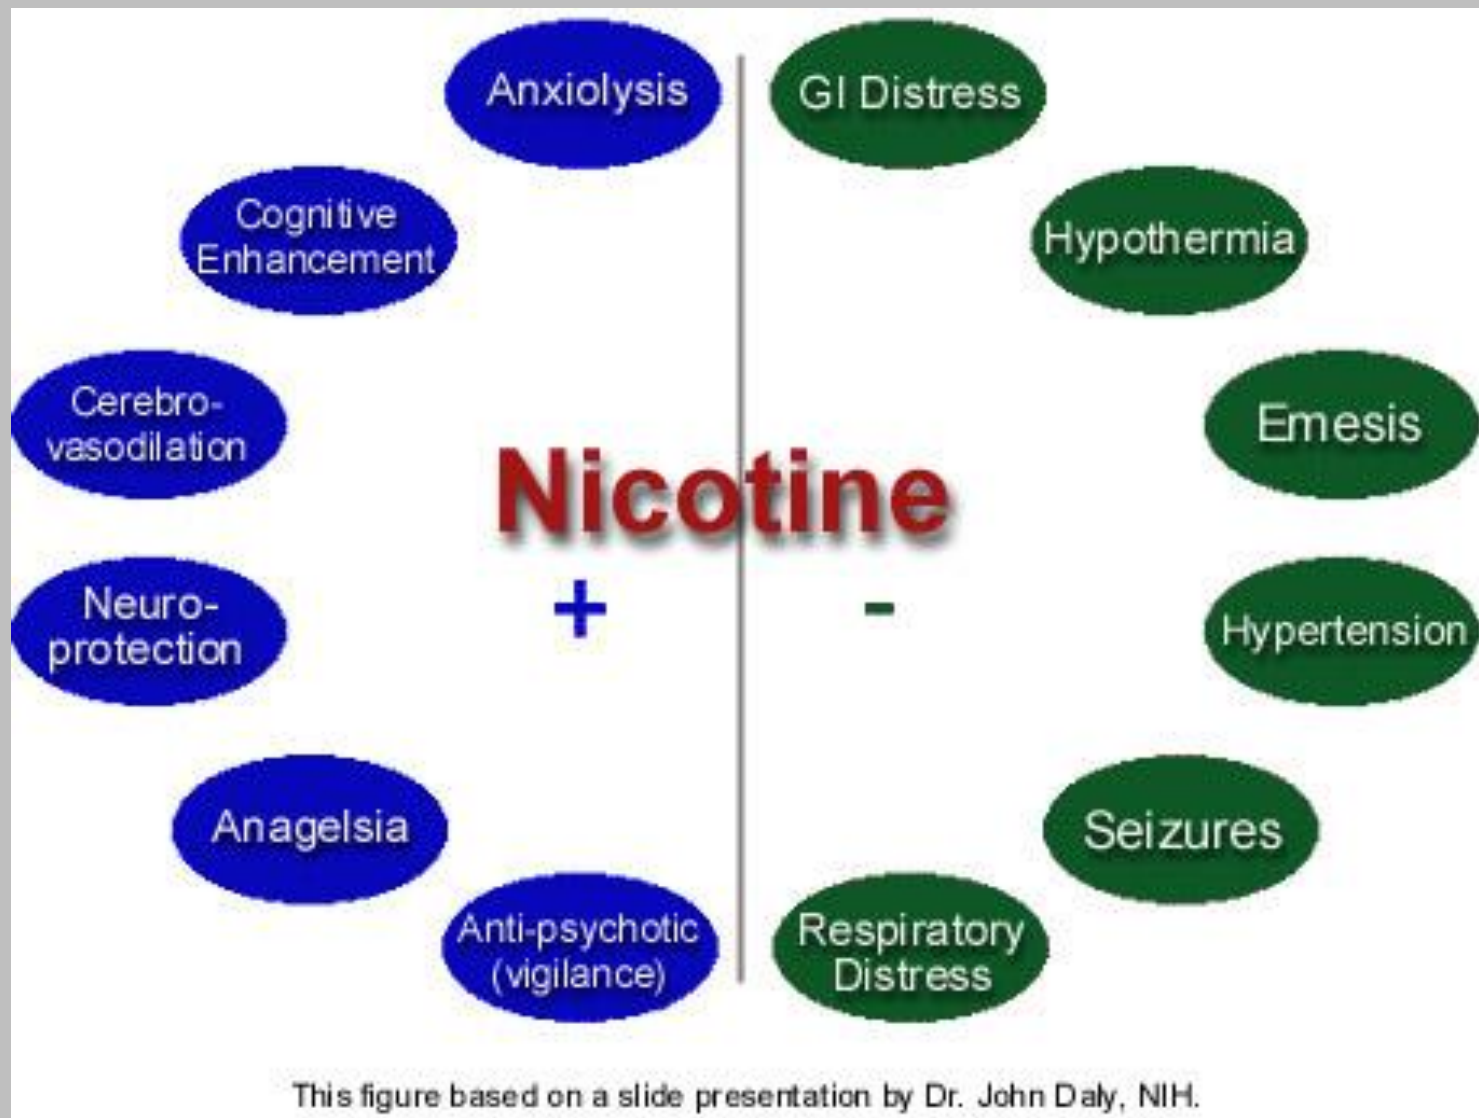 Anxiolysis
GI Distress
Cognitive
Enhancement
Hypothermia
Cerebro-
vasodilation
Emesis
Nicotine
+
-
Neuro-
protection
Hypertension
Anagelsia
Seizures
Anti-psychotic
(vigilance)
Respiratory
Distress
This figure based on a slide presentation by Dr. John Daly, NIH.